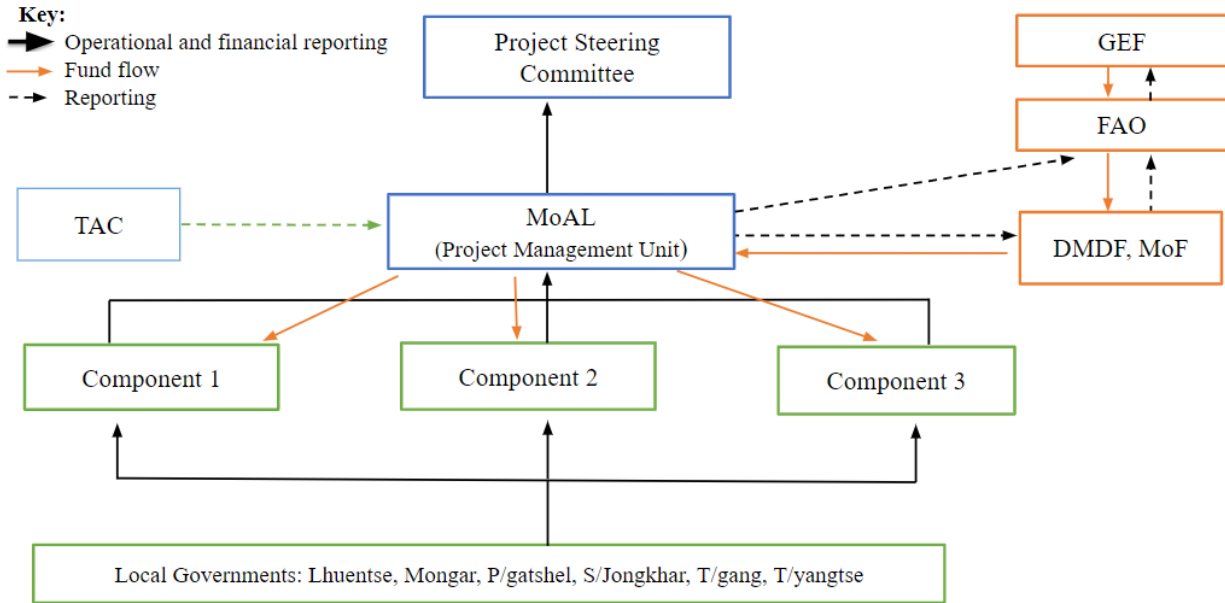 Key:
Operational and financial reporting
Fund flow
Reporting
Project Steering
Committee
GEF
FAO
TAC
MoAL
(Project Management Unit)
DMDF, MoF
Component 1
Component 2
Component 3
Local Governments: Lhuentse, Mongar, P/gatshel, S/Jongkhar, T/gang, T/yangtse